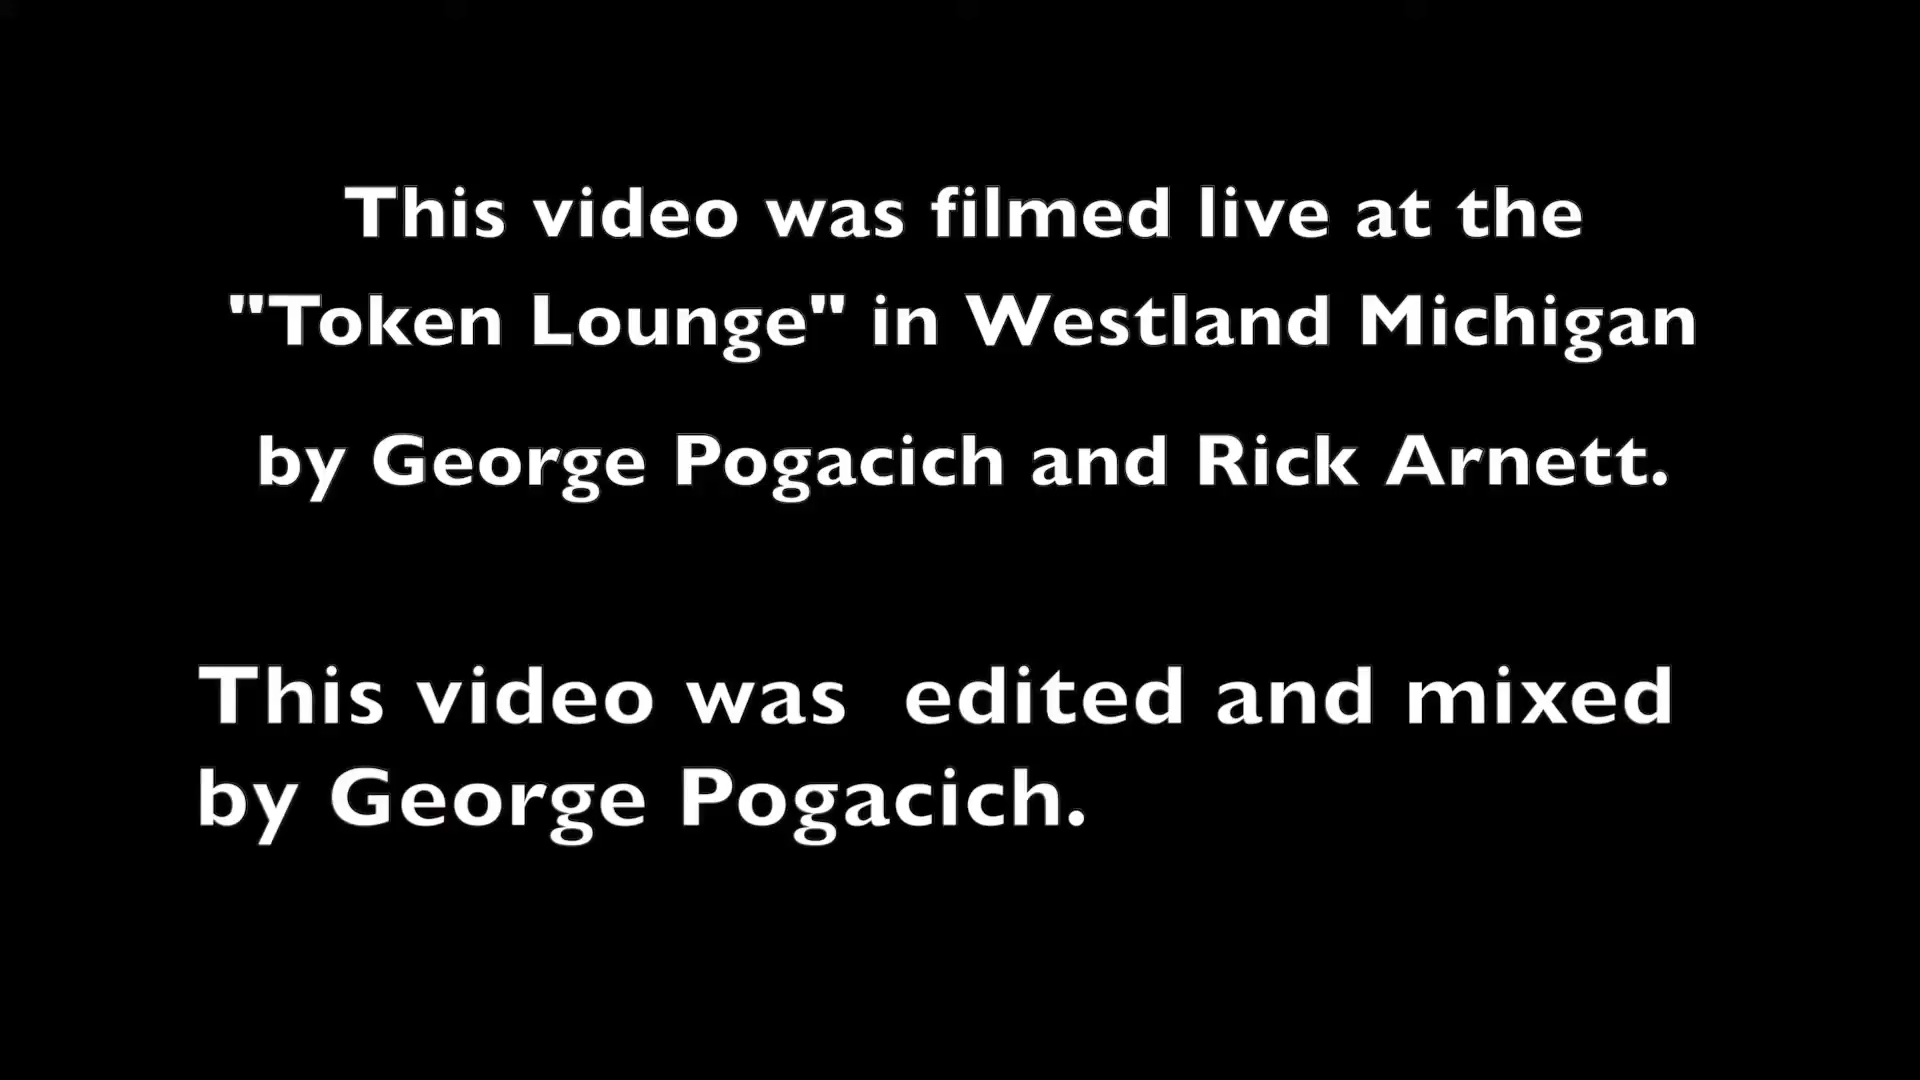 This video was filmed live at the
"Token Lounge" in Westland Michigan
by George Pogacich and Rick Arnett.
This video was  edited and mixed
by George Pogacich.